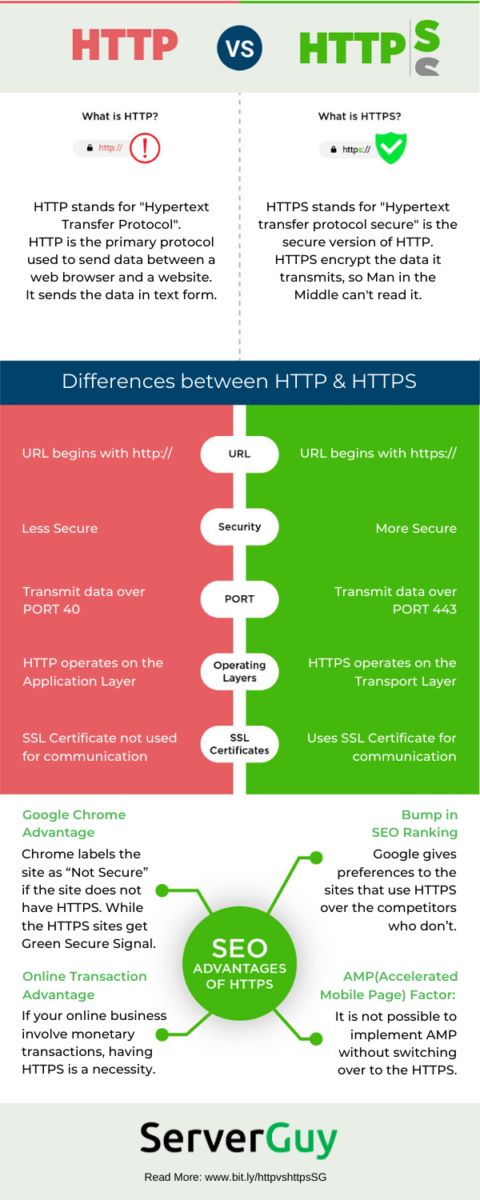 HTTP VS HTTPS
What is HTTP?
http://
HTTP stands for "Hypertext
Transfer Protocol".
HTTP is the primary protocol
used to send data between a
web browser and a website.
It sends the data in text form.
What is HTTPS?
https://
HTTPS stands for "Hypertext
transfer protocol secure" is the
secure version of HTTP.
HTTPS encrypt the data it
transmits, so Man in the
Middle can't read it.
Differences between HTTP & HTTPS
URL begins with http://
URL
URL begins with https://
Less Secure
Security
More Secure
Transmit data over
PORT 40
PORT
Transmit data over
PORT 443
HTTP operates on the
Application Layer
Operating
Layers
HTTPS operates on the
Transport Layer
SSL Certificate not used
for communication
SSL
Certificates
Uses SSL Certificate for
communication
Google Chrome
Advantage
Chrome labels the
site as “Not Secure”
if the site does not
have HTTPS. While
the HTTPS sites get
Green Secure Signal.
Bump in
SEO Ranking
Google gives
preferences to the
sites that use HTTPS
over the competitors
who don’t.
SEO
ADVANTAGES
OF HTTPS
Online Transaction
Advantage
If your online business
involve monetary
transactions, having
HTTPS is a necessity.
AMP(Accelerated
Mobile Page) Factor:
It is not possible to
implement AMP
without switching
over to the HTTPS.
ServerGuy
Read More: www.bit.ly/httpvshttpsSG